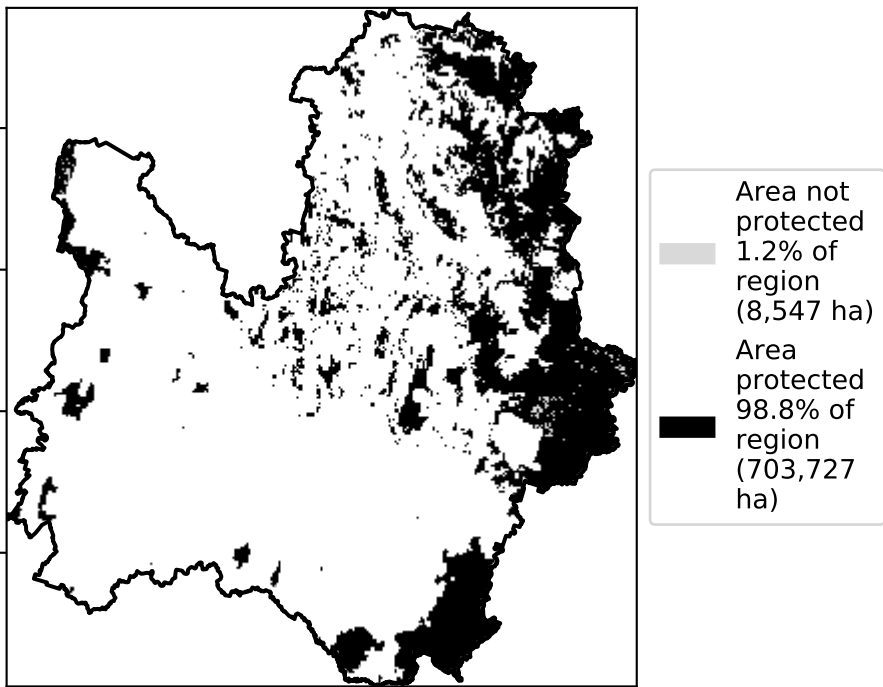 Area not
protected
1.2% of
region
(8,547 ha)
Area
protected
98.8% of
region
(703,727
ha)